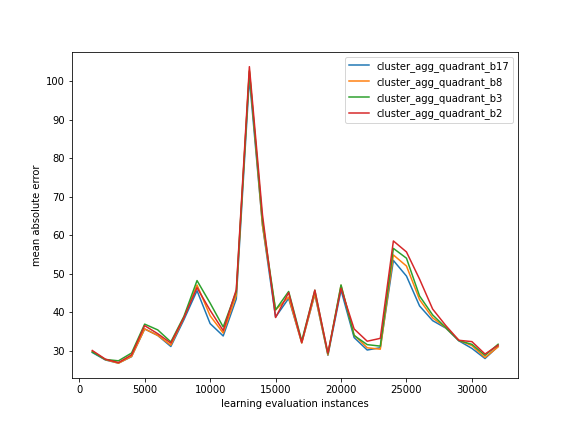 cluster_agg_quadrant_b17
cluster_agg_quadrant_b8
cluster_agg_quadrant_b3
cluster_agg_quadrant_b2
100
90
80
70
60
50
40
30
mean absolute error
0
5000
10000
15000
20000
25000
30000
learning evaluation instances